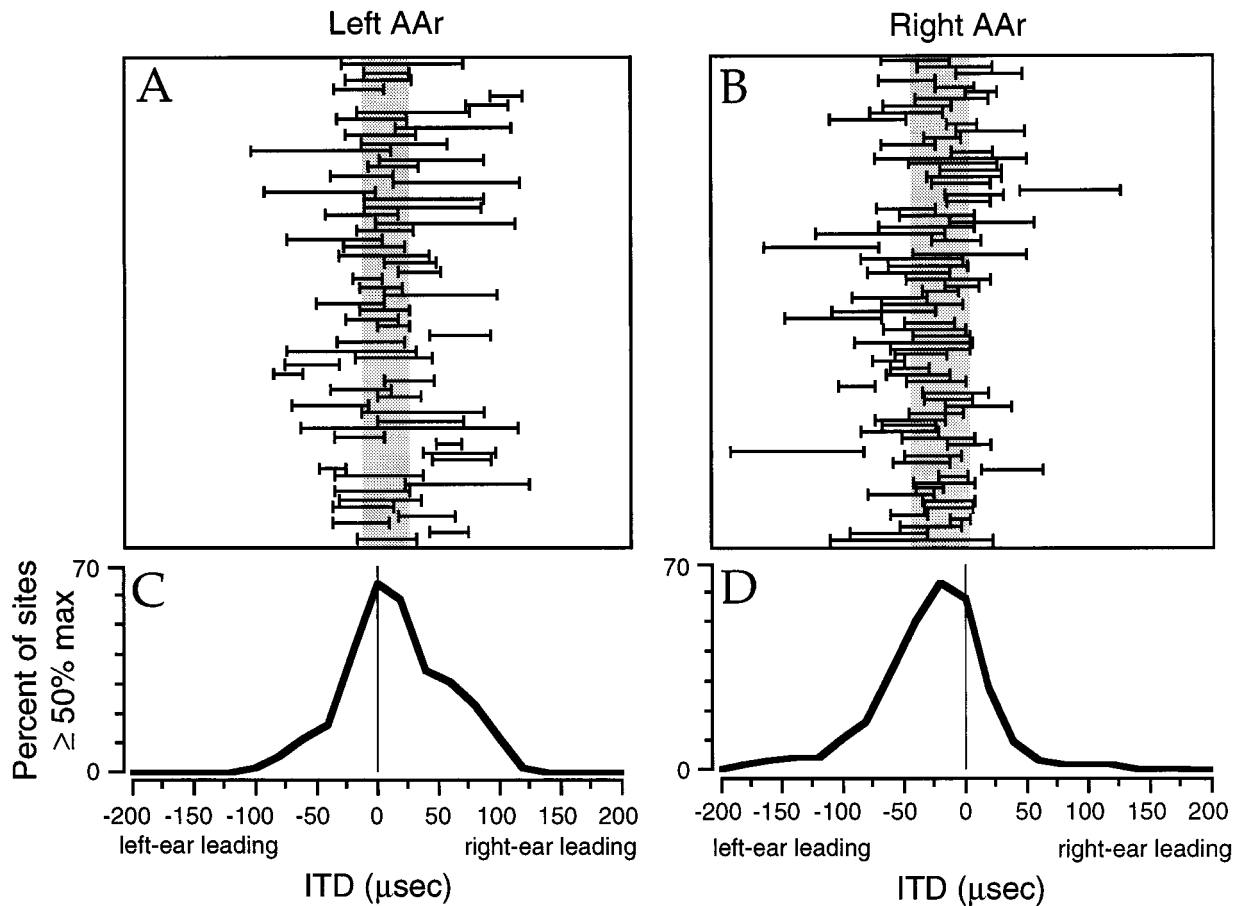 Left AAr
Right AAr
A
B
C
D
70
0
70
0
Percent of sites
≥ 50% max
-200 -150 -100 -50 0 50 100 150 200
-200 -150 -100 -50 0 50 100 150 200
left-ear leading
right-ear leading
left-ear leading
right-ear leading
ITD (μsec)
ITD (μsec)